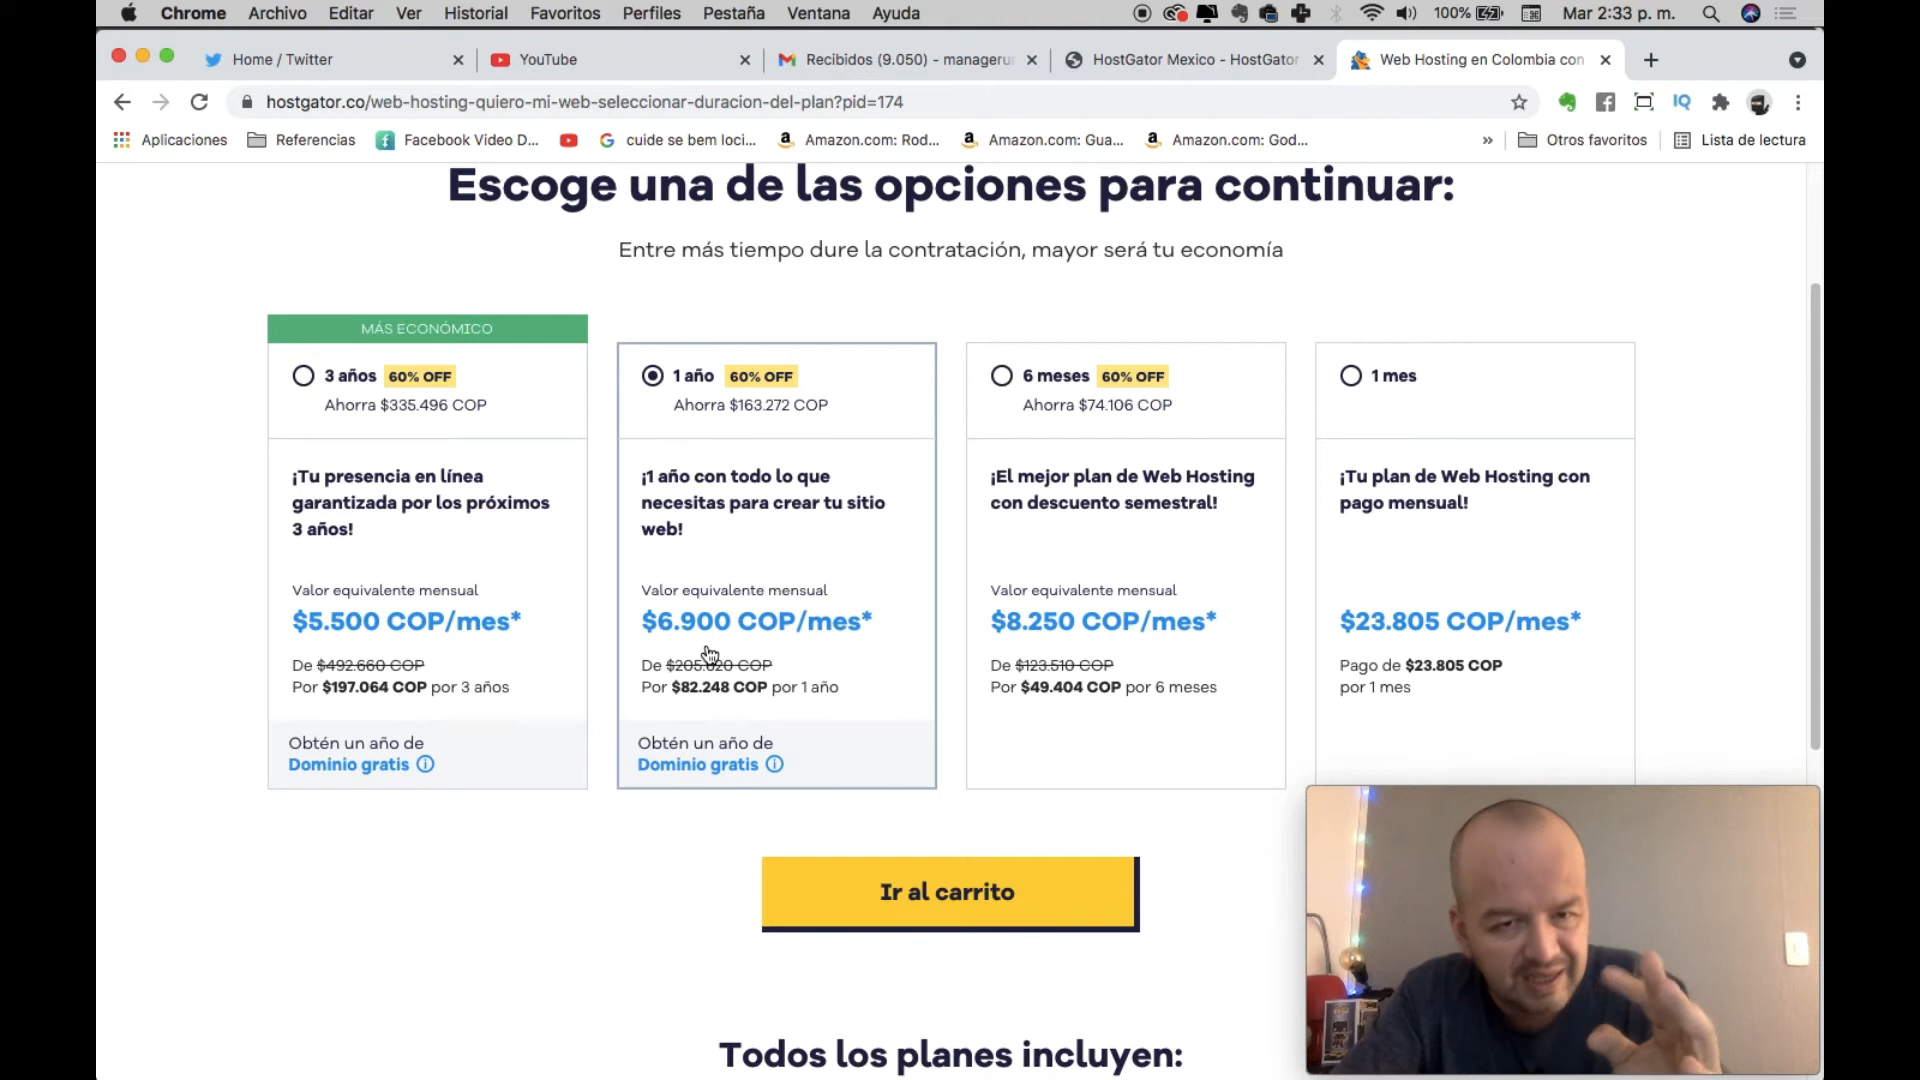 Chrome Archivo Editar Ver Historial Favoritos Perfiles Pestaña Ventana Ayuda 100% Mar 2:33 p. m.
Home / Twitter YouTube Recibidos (9.050) - manageru HostGator Mexico - HostGator Web Hosting en Colombia con
hostgator.co/web-hosting-quiero-mi-web-seleccionar-duracion-del-plan?pid=174
Aplicaciones Referencias Facebook Video D... cuide se bem loci... Amazon.com: Rod... Amazon.com: Gua... Amazon.com: God... » Otros favoritos Lista de lectura
Escoge una de las opciones para continuar:
Entre más tiempo dure la contratación, mayor será tu economía
MÁS ECONÓMICO
3 años 60% OFF
Ahorra $335.496 COP
¡Tu presencia en línea
garantizada por los próximos
3 años!
Valor equivalente mensual
$5.500 COP/mes*
De $492.660 COP
Por $197.064 COP por 3 años
Obtén un año de
Dominio gratis
1 año 60% OFF
Ahorra $163.272 COP
¡1 año con todo lo que
necesitas para crear tu sitio
web!
Valor equivalente mensual
$6.900 COP/mes*
De $205.620 COP
Por $82.248 COP por 1 año
Obtén un año de
Dominio gratis
6 meses 60% OFF
Ahorra $74.106 COP
¡El mejor plan de Web Hosting
con descuento semestral!
Valor equivalente mensual
$8.250 COP/mes*
De $123.510 COP
Por $49.404 COP por 6 meses
1 mes
¡Tu plan de Web Hosting con
pago mensual!
$23.805 COP/mes*
Pago de $23.805 COP
por 1 mes
Ir al carrito
Todos los planes incluyen: